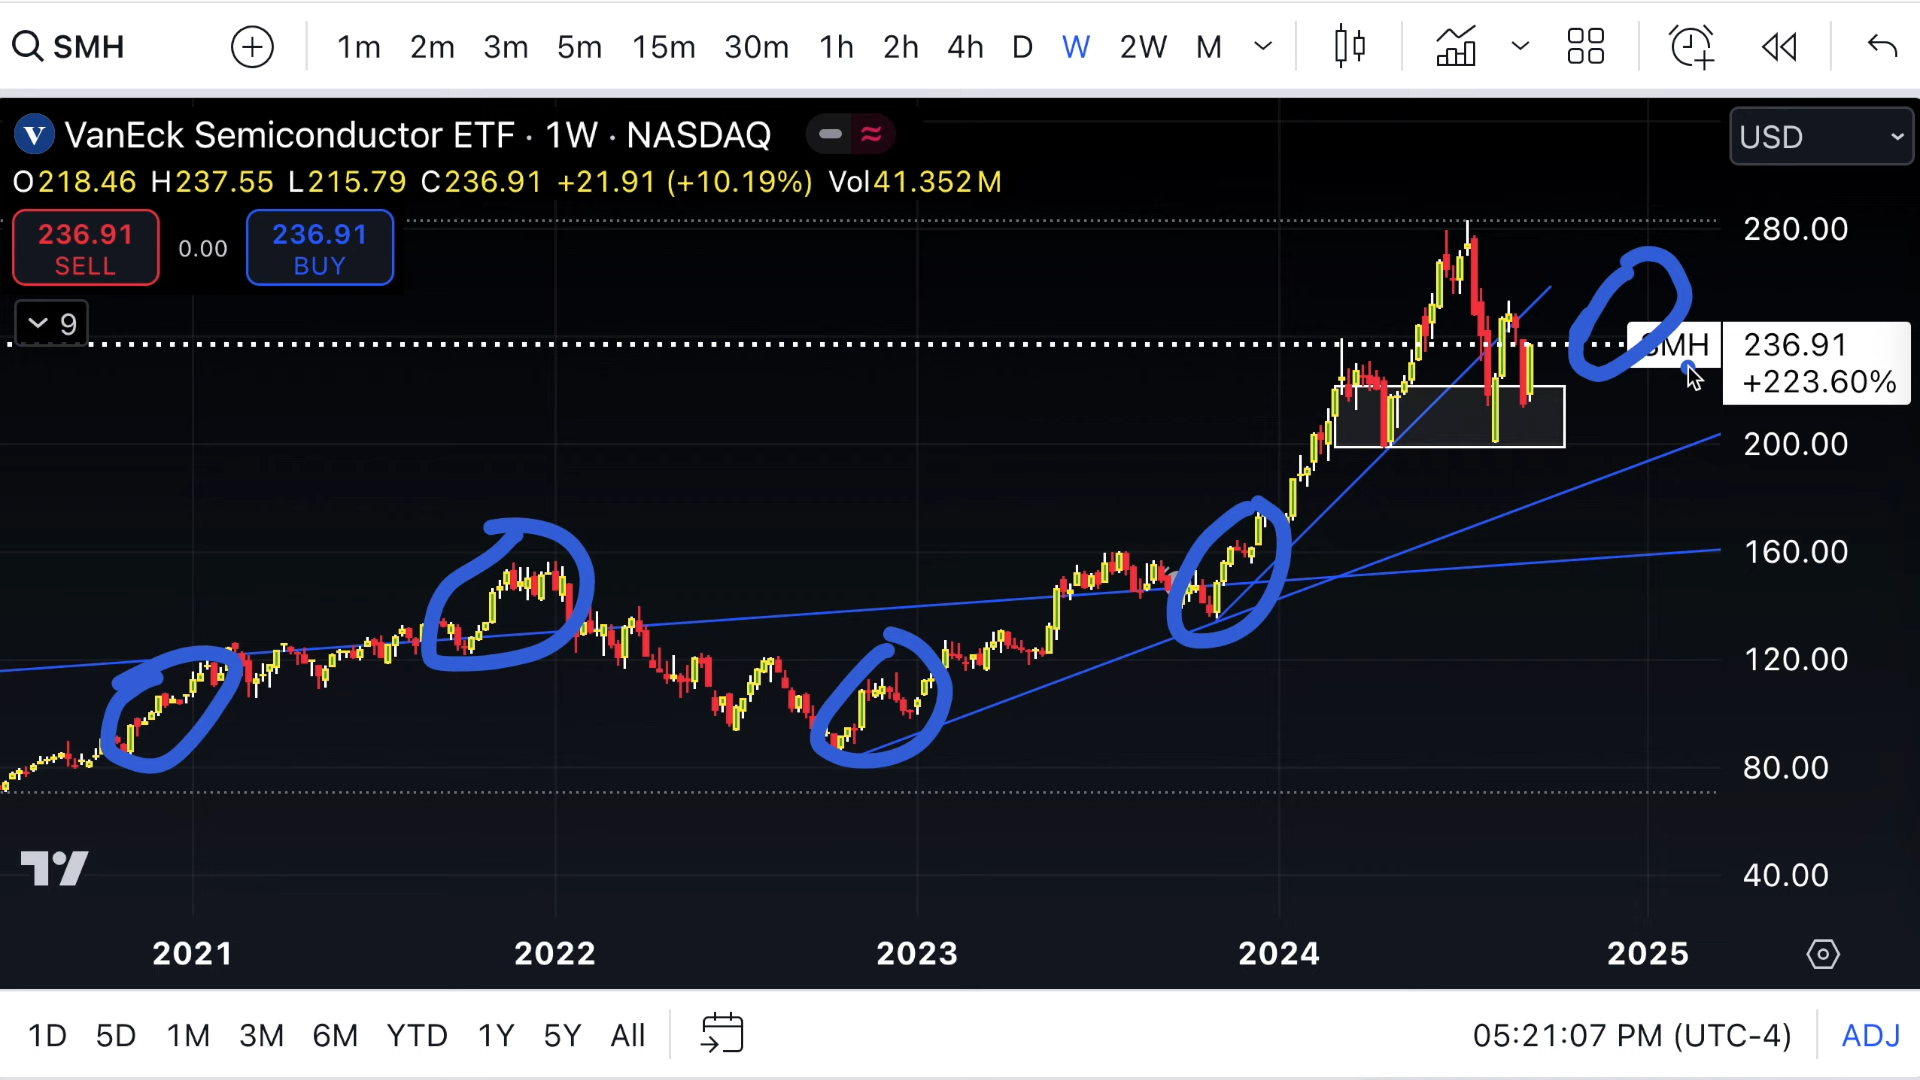 SMH 1m 2m 3m 5m 15m 30m 1h 2h 4h D W 2W M
V VanEck Semiconductor ETF · 1W · NASDAQ USD
O218.46 H237.55 L215.79 C236.91 +21.91 (+10.19%) Vol41.352M
236.91 0.00 236.91
SELL BUY
280.00
9
SMH 236.91
+223.60%
200.00
160.00
120.00
80.00
40.00
2021 2022 2023 2024 2025
1D 5D 1M 3M 6M YTD 1Y 5Y All 05:21:07 PM (UTC-4) ADJ